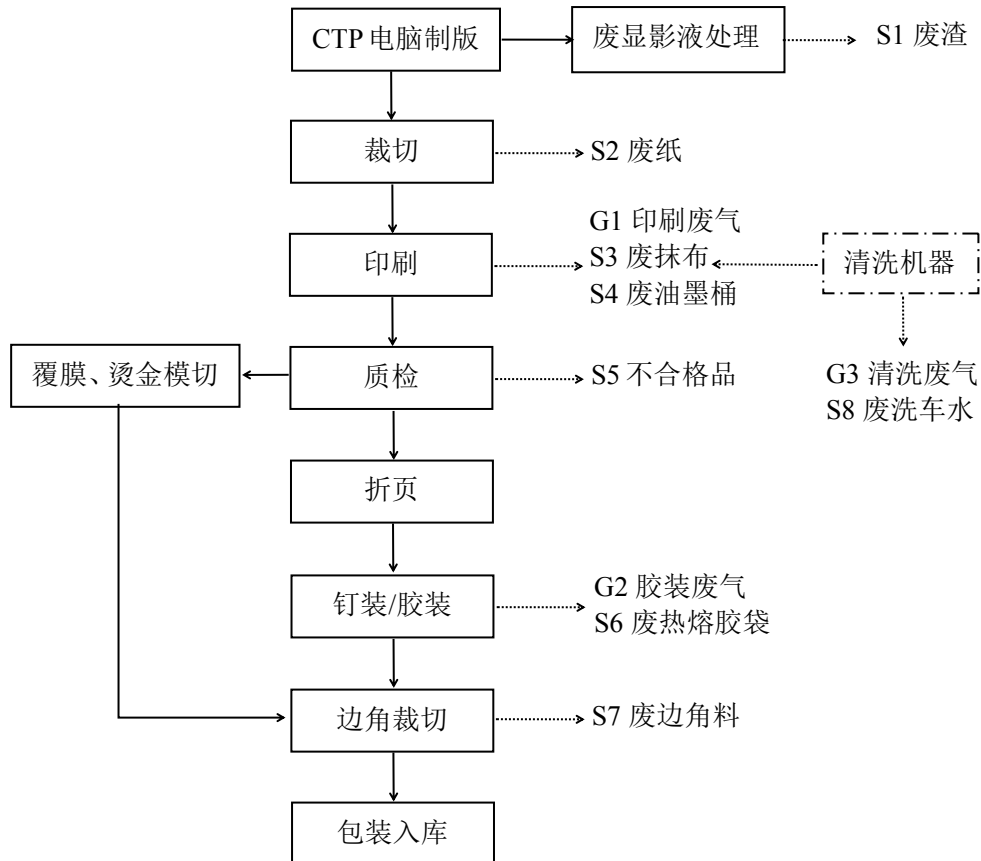 CTP 电脑制版
废显影液处理
S1 废渣
裁切
S2 废纸
G1 印刷废气
印刷
S3 废抹布
清洗机器
S4 废油墨桶
覆膜、烫金模切
质检
S5 不合格品
G3 清洗废气
S8 废洗车水
折页
钉装/胶装
G2 胶装废气
S6 废热熔胶袋
边角裁切
S7 废边角料
包装入库